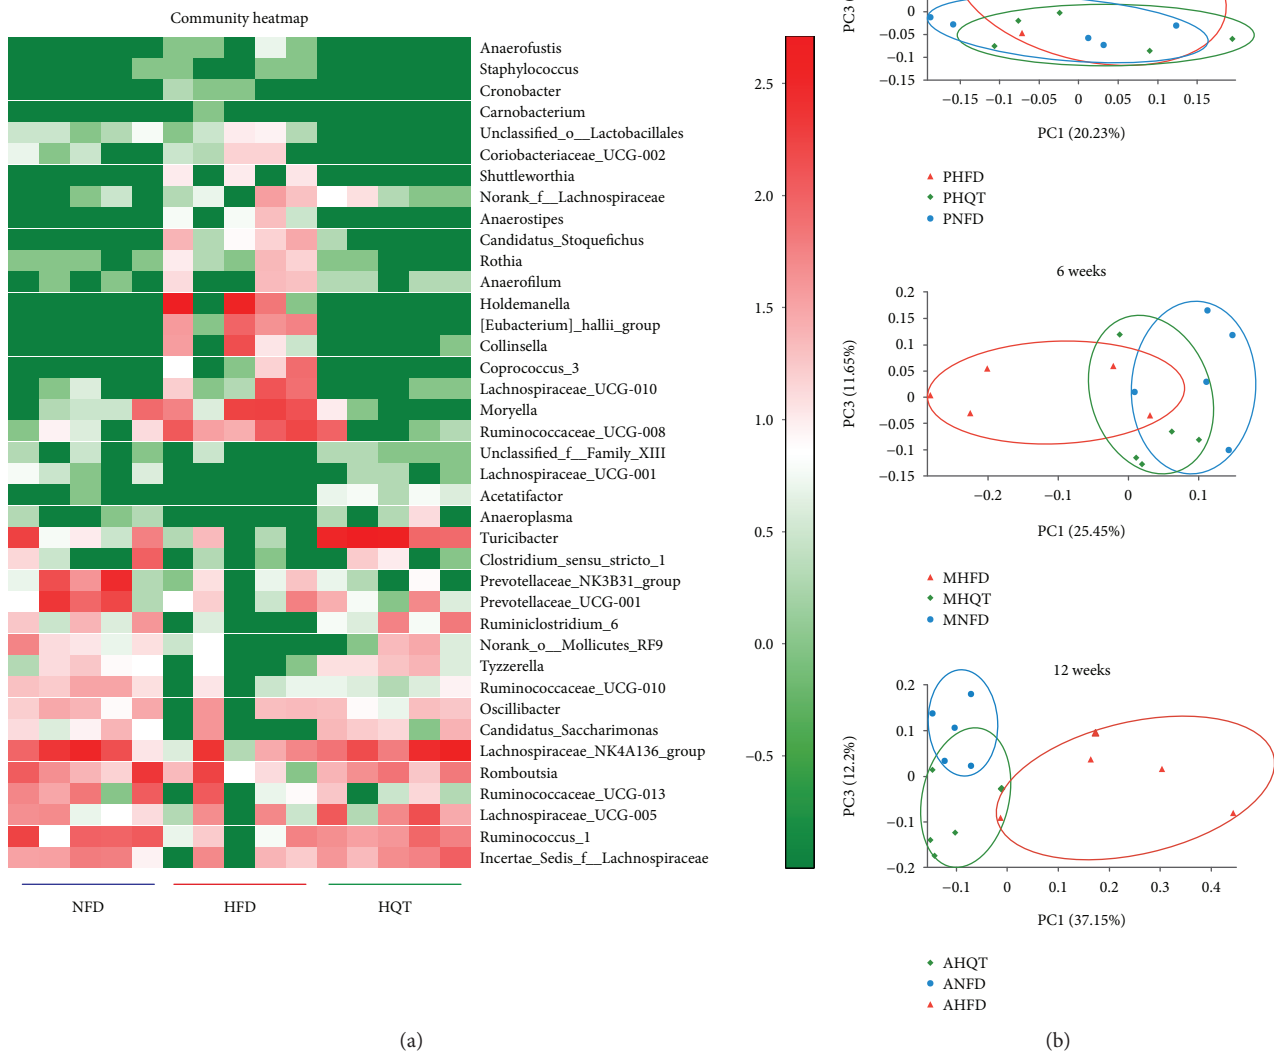 Community heatmap
Anaerofustis
Staphylococcus
Cronobacter
Carnobacterium
Unclassified_o__Lactobacillales
Coriobacteriaceae_UCG-002
Shuttleworthia
Norank_f__Lachnospiraceae
Anaerostipes
Candidatus_Stoquefichus
Rothia
Anaerofilum
Holdemanella
[Eubacterium]_hallii_group
Collinsella
Coprococcus_3
Lachnospiraceae_UCG-010
Moryella
Ruminococcaceae_UCG-008
Unclassified_f__Family_XIII
Lachnospiraceae_UCG-001
Acetatifactor
Anaeroplasma
Turicibacter
Clostridium_sensu_stricto_1
Prevotellaceae_NK3B31_group
Prevotellaceae_UCG-001
Ruminiclostridium_6
Norank_o__Mollicutes_RF9
Tyzzerella
Ruminococcaceae_UCG-010
Oscillibacter
Candidatus_Saccharimonas
Lachnospiraceae_NK4A136_group
Romboutsia
Ruminococcaceae_UCG-013
Lachnospiraceae_UCG-005
Ruminococcus_1
Incertae_Sedis_f__Lachnospiraceae
NFD HFD HQT
2.5
2.0
1.5
1.0
0.5
0.0
−0.5
(a)
PC3 (
0
−0.05
−0.1
−0.15
−0.15 −0.1 −0.05 0 0.05 0.1 0.15
PC1 (20.23%)
PHFD
PHQT
PNFD
6 weeks
PC3 (11.65%)
0.2
0.15
0.1
0.05
0
−0.05
−0.1
−0.15
−0.2 −0.1 0 0.1
PC1 (25.45%)
MHFD
MHQT
MNFD
12 weeks
PC3 (12.2%)
0.2
0.1
0
−0.1
−0.2
−0.1 0 0.1 0.2 0.3 0.4
PC1 (37.15%)
AHQT
ANFD
AHFD
(b)